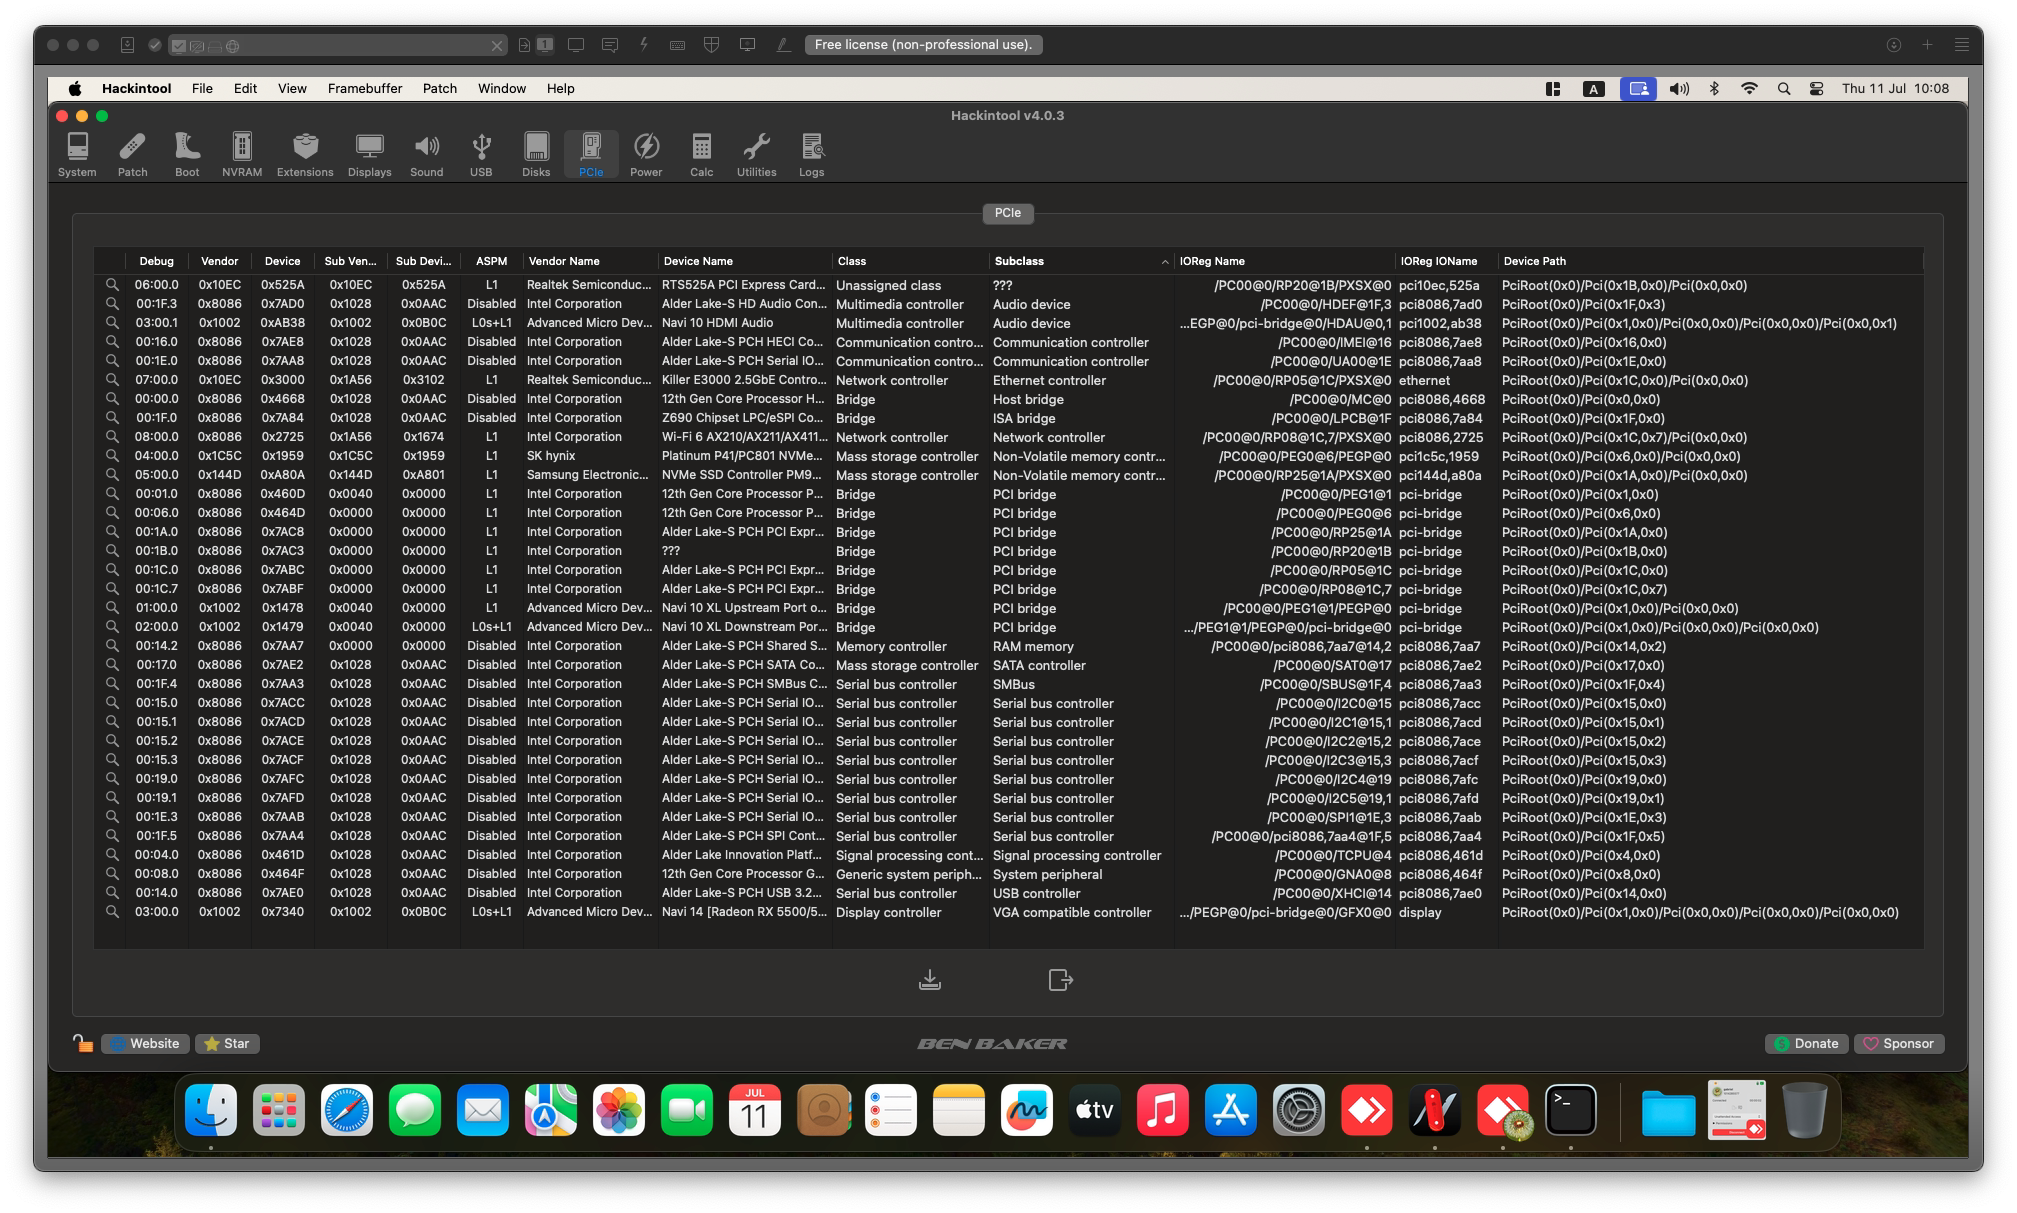 1
Free license (non-professional use).
Hackintool File Edit View Framebuffer Patch Window Help
A
Thu 11 Jul 10:08
Hackintool v4.0.3
System Patch Boot NVRAM Extensions Displays Sound USB Disks PCIe Power Calc Utilities Logs
PCIe
Debug Vendor Device Sub Ven... Sub Devi... ASPM Vendor Name Device Name Class Subclass IOReg Name IOReg IOName Device Path
06:00.0 0x10EC 0x525A 0x10EC 0x525A L1 Realtek Semiconduc... RTS525A PCI Express Card... Unassigned class ??? /PC00@0/RP20@1B/PXSX@0 pci10ec,525a PciRoot(0x0)/Pci(0x1B,0x0)/Pci(0x0,0x0)
00:1F.3 0x8086 0x7AD0 0x1028 0x0AAC Disabled Intel Corporation Alder Lake-S HD Audio Con... Multimedia controller Audio device /PC00@0/HDEF@1F,3 pci8086,7ad0 PciRoot(0x0)/Pci(0x1F,0x3)
03:00.1 0x1002 0xAB38 0x1002 0x0B0C L0s+L1 Advanced Micro Dev... Navi 10 HDMI Audio Multimedia controller Audio device ...EGP@0/pci-bridge@0/HDAU@0,1 pci1002,ab38 PciRoot(0x0)/Pci(0x1,0x0)/Pci(0x0,0x0)/Pci(0x0,0x0)/Pci(0x0,0x1)
00:16.0 0x8086 0x7AE8 0x1028 0x0AAC Disabled Intel Corporation Alder Lake-S PCH HECI Co... Communication contro... Communication controller /PC00@0/IMEI@16 pci8086,7ae8 PciRoot(0x0)/Pci(0x16,0x0)
00:1E.0 0x8086 0x7AA8 0x1028 0x0AAC Disabled Intel Corporation Alder Lake-S PCH Serial IO... Communication contro... Communication controller /PC00@0/UA00@1E pci8086,7aa8 PciRoot(0x0)/Pci(0x1E,0x0)
07:00.0 0x10EC 0x3000 0x1A56 0x3102 L1 Realtek Semiconduc... Killer E3000 2.5GbE Contro... Network controller Ethernet controller /PC00@0/RP05@1C/PXSX@0 ethernet PciRoot(0x0)/Pci(0x1C,0x0)/Pci(0x0,0x0)
00:00.0 0x8086 0x4668 0x1028 0x0AAC Disabled Intel Corporation 12th Gen Core Processor H... Bridge Host bridge /PC00@0/MC@0 pci8086,4668 PciRoot(0x0)/Pci(0x0,0x0)
00:1F.0 0x8086 0x7A84 0x1028 0x0AAC Disabled Intel Corporation Z690 Chipset LPC/eSPI Co... Bridge ISA bridge /PC00@0/LPCB@1F pci8086,7a84 PciRoot(0x0)/Pci(0x1F,0x0)
08:00.0 0x8086 0x2725 0x1A56 0x1674 L1 Intel Corporation Wi-Fi 6 AX210/AX211/AX411... Network controller Network controller /PC00@0/RP08@1C,7/PXSX@0 pci8086,2725 PciRoot(0x0)/Pci(0x1C,0x7)/Pci(0x0,0x0)
04:00.0 0x1C5C 0x1959 0x1C5C 0x1959 L1 SK hynix Platinum P41/PC801 NVMe... Mass storage controller Non-Volatile memory contr... /PC00@0/PEG0@6/PEGP@0 pci1c5c,1959 PciRoot(0x0)/Pci(0x6,0x0)/Pci(0x0,0x0)
05:00.0 0x144D 0xA80A 0x144D 0xA801 L1 Samsung Electronic... NVMe SSD Controller PM9... Mass storage controller Non-Volatile memory contr... /PC00@0/RP25@1A/PXSX@0 pci144d,a80a PciRoot(0x0)/Pci(0x1A,0x0)/Pci(0x0,0x0)
00:01.0 0x8086 0x460D 0x0040 0x0000 L1 Intel Corporation 12th Gen Core Processor P... Bridge PCI bridge /PC00@0/PEG1@1 pci-bridge PciRoot(0x0)/Pci(0x1,0x0)
00:06.0 0x8086 0x464D 0x0000 0x0000 L1 Intel Corporation 12th Gen Core Processor P... Bridge PCI bridge /PC00@0/PEG0@6 pci-bridge PciRoot(0x0)/Pci(0x6,0x0)
00:1A.0 0x8086 0x7AC8 0x0000 0x0000 L1 Intel Corporation Alder Lake-S PCH PCI Expr... Bridge PCI bridge /PC00@0/RP25@1A pci-bridge PciRoot(0x0)/Pci(0x1A,0x0)
00:1B.0 0x8086 0x7AC3 0x0000 0x0000 L1 Intel Corporation ??? Bridge PCI bridge /PC00@0/RP20@1B pci-bridge PciRoot(0x0)/Pci(0x1B,0x0)
00:1C.0 0x8086 0x7ABC 0x0000 0x0000 L1 Intel Corporation Alder Lake-S PCH PCI Expr... Bridge PCI bridge /PC00@0/RP05@1C pci-bridge PciRoot(0x0)/Pci(0x1C,0x0)
00:1C.7 0x8086 0x7ABF 0x0000 0x0000 L1 Intel Corporation Alder Lake-S PCH PCI Expr... Bridge PCI bridge /PC00@0/RP08@1C,7 pci-bridge PciRoot(0x0)/Pci(0x1C,0x7)
01:00.0 0x1002 0x1478 0x0040 0x0000 L1 Advanced Micro Dev... Navi 10 XL Upstream Port o... Bridge PCI bridge /PC00@0/PEG1@1/PEGP@0 pci-bridge PciRoot(0x0)/Pci(0x1,0x0)/Pci(0x0,0x0)
02:00.0 0x1002 0x1479 0x0040 0x0000 L0s+L1 Advanced Micro Dev... Navi 10 XL Downstream Por... Bridge PCI bridge .../PEG1@1/PEGP@0/pci-bridge@0 pci-bridge PciRoot(0x0)/Pci(0x1,0x0)/Pci(0x0,0x0)/Pci(0x0,0x0)
00:14.2 0x8086 0x7AA7 0x0000 0x0000 Disabled Intel Corporation Alder Lake-S PCH Shared S... Memory controller RAM memory /PC00@0/pci8086,7aa7@14,2 pci8086,7aa7 PciRoot(0x0)/Pci(0x14,0x2)
00:17.0 0x8086 0x7AE2 0x1028 0x0AAC Disabled Intel Corporation Alder Lake-S PCH SATA Co... Mass storage controller SATA controller /PC00@0/SAT0@17 pci8086,7ae2 PciRoot(0x0)/Pci(0x17,0x0)
00:1F.4 0x8086 0x7AA3 0x1028 0x0AAC Disabled Intel Corporation Alder Lake-S PCH SMBus C... Serial bus controller SMBus /PC00@0/SBUS@1F,4 pci8086,7aa3 PciRoot(0x0)/Pci(0x1F,0x4)
00:15.0 0x8086 0x7ACC 0x1028 0x0AAC Disabled Intel Corporation Alder Lake-S PCH Serial IO... Serial bus controller Serial bus controller /PC00@0/I2C0@15 pci8086,7acc PciRoot(0x0)/Pci(0x15,0x0)
00:15.1 0x8086 0x7ACD 0x1028 0x0AAC Disabled Intel Corporation Alder Lake-S PCH Serial IO... Serial bus controller Serial bus controller /PC00@0/I2C1@15,1 pci8086,7acd PciRoot(0x0)/Pci(0x15,0x1)
00:15.2 0x8086 0x7ACE 0x1028 0x0AAC Disabled Intel Corporation Alder Lake-S PCH Serial IO... Serial bus controller Serial bus controller /PC00@0/I2C2@15,2 pci8086,7ace PciRoot(0x0)/Pci(0x15,0x2)
00:15.3 0x8086 0x7ACF 0x1028 0x0AAC Disabled Intel Corporation Alder Lake-S PCH Serial IO... Serial bus controller Serial bus controller /PC00@0/I2C3@15,3 pci8086,7acf PciRoot(0x0)/Pci(0x15,0x3)
00:19.0 0x8086 0x7AFC 0x1028 0x0AAC Disabled Intel Corporation Alder Lake-S PCH Serial IO... Serial bus controller Serial bus controller /PC00@0/I2C4@19 pci8086,7afc PciRoot(0x0)/Pci(0x19,0x0)
00:19.1 0x8086 0x7AFD 0x1028 0x0AAC Disabled Intel Corporation Alder Lake-S PCH Serial IO... Serial bus controller Serial bus controller /PC00@0/I2C5@19,1 pci8086,7afd PciRoot(0x0)/Pci(0x19,0x1)
00:1E.3 0x8086 0x7AAB 0x1028 0x0AAC Disabled Intel Corporation Alder Lake-S PCH Serial IO... Serial bus controller Serial bus controller /PC00@0/SPI1@1E,3 pci8086,7aab PciRoot(0x0)/Pci(0x1E,0x3)
00:1F.5 0x8086 0x7AA4 0x1028 0x0AAC Disabled Intel Corporation Alder Lake-S PCH SPI Cont... Serial bus controller Serial bus controller /PC00@0/pci8086,7aa4@1F,5 pci8086,7aa4 PciRoot(0x0)/Pci(0x1F,0x5)
00:04.0 0x8086 0x461D 0x1028 0x0AAC Disabled Intel Corporation Alder Lake Innovation Platf... Signal processing cont... Signal processing controller /PC00@0/TCPU@4 pci8086,461d PciRoot(0x0)/Pci(0x4,0x0)
00:08.0 0x8086 0x464F 0x1028 0x0AAC Disabled Intel Corporation 12th Gen Core Processor G... Generic system periph... System peripheral /PC00@0/GNA0@8 pci8086,464f PciRoot(0x0)/Pci(0x8,0x0)
00:14.0 0x8086 0x7AE0 0x1028 0x0AAC Disabled Intel Corporation Alder Lake-S PCH USB 3.2... Serial bus controller USB controller /PC00@0/XHCI@14 pci8086,7ae0 PciRoot(0x0)/Pci(0x14,0x0)
03:00.0 0x1002 0x7340 0x1002 0x0B0C L0s+L1 Advanced Micro Dev... Navi 14 [Radeon RX 5500/5... Display controller VGA compatible controller .../PEGP@0/pci-bridge@0/GFX0@0 display PciRoot(0x0)/Pci(0x1,0x0)/Pci(0x0,0x0)/Pci(0x0,0x0)/Pci(0x0,0x0)
Website Star BEN BAKER Donate Sponsor
JUL
11
tv
>_